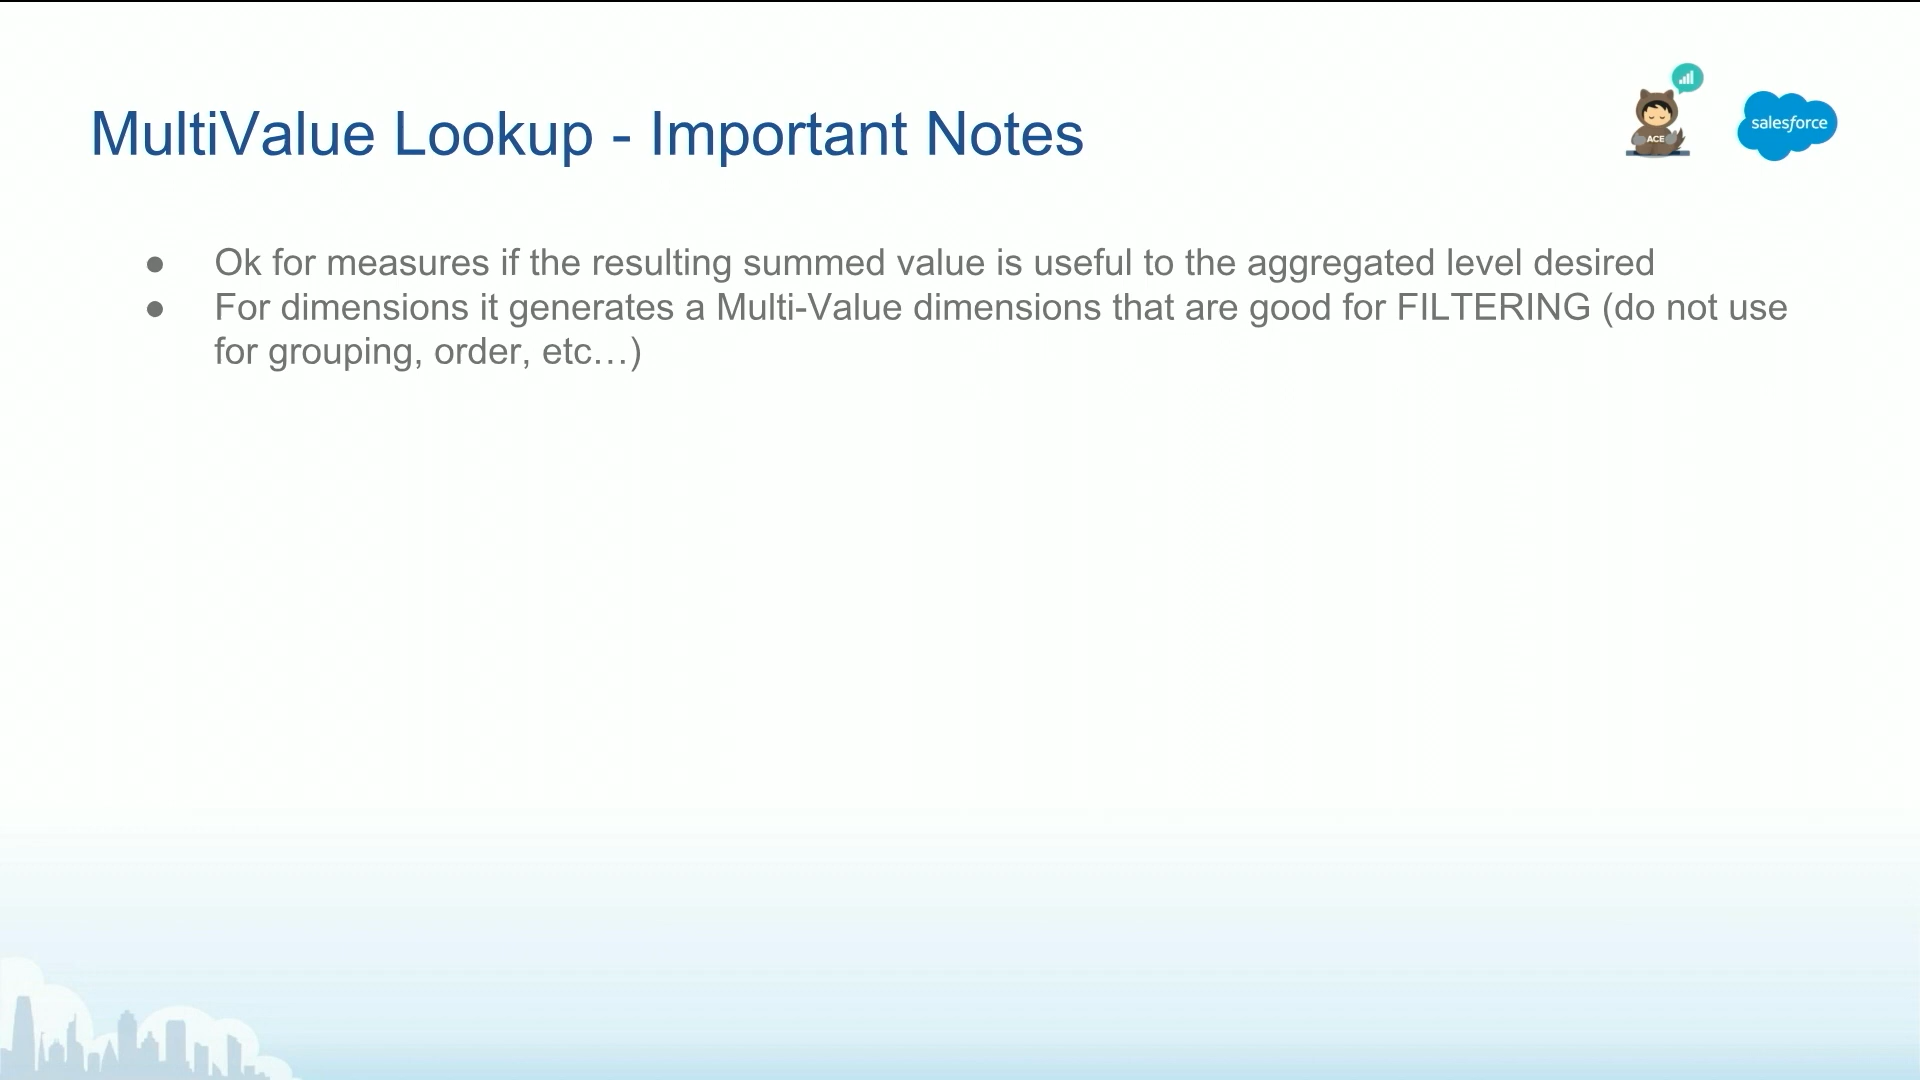 MultiValue Lookup - Important Notes
ACE
salesforce
● Ok for measures if the resulting summed value is useful to the aggregated level desired
● For dimensions it generates a Multi-Value dimensions that are good for FILTERING (do not use
for grouping, order, etc…)